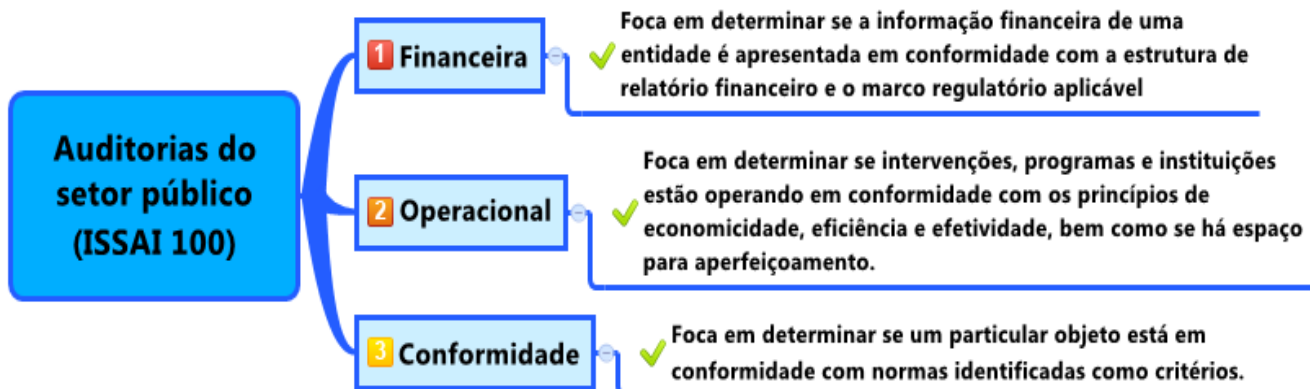 Auditorias do
setor público
(ISSAI 100)
1 Financeira
Foca em determinar se a informação financeira de uma
entidade é apresentada em conformidade com a estrutura de
relatório financeiro e o marco regulatório aplicável
2 Operacional
Foca em determinar se intervenções, programas e instituições
estão operando em conformidade com os princípios de
economicidade, eficiência e efetividade, bem como se há espaço
para aperfeiçoamento.
3 Conformidade
Foca em determinar se um particular objeto está em
conformidade com normas identificadas como critérios.